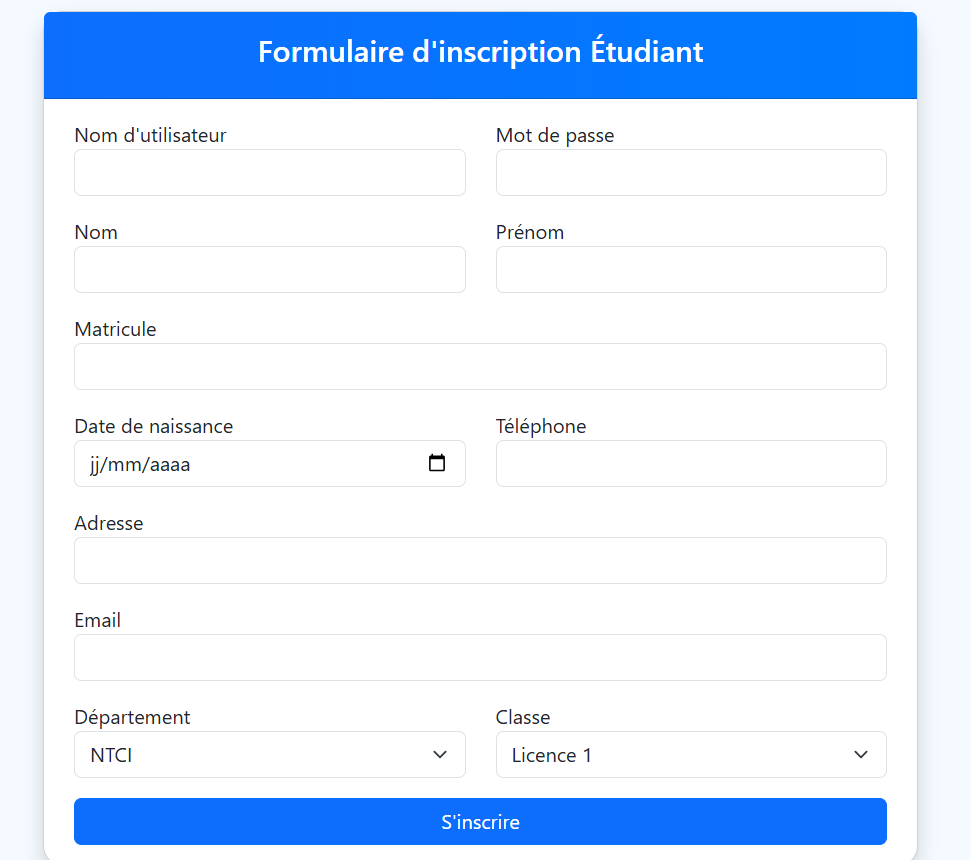 Formulaire d'inscription Étudiant
Nom d'utilisateur
Mot de passe
Nom
Prénom
Matricule
Date de naissance
Téléphone
jj/mm/aaaa
Adresse
Email
Département
Classe
NTCI
Licence 1
S'inscrire